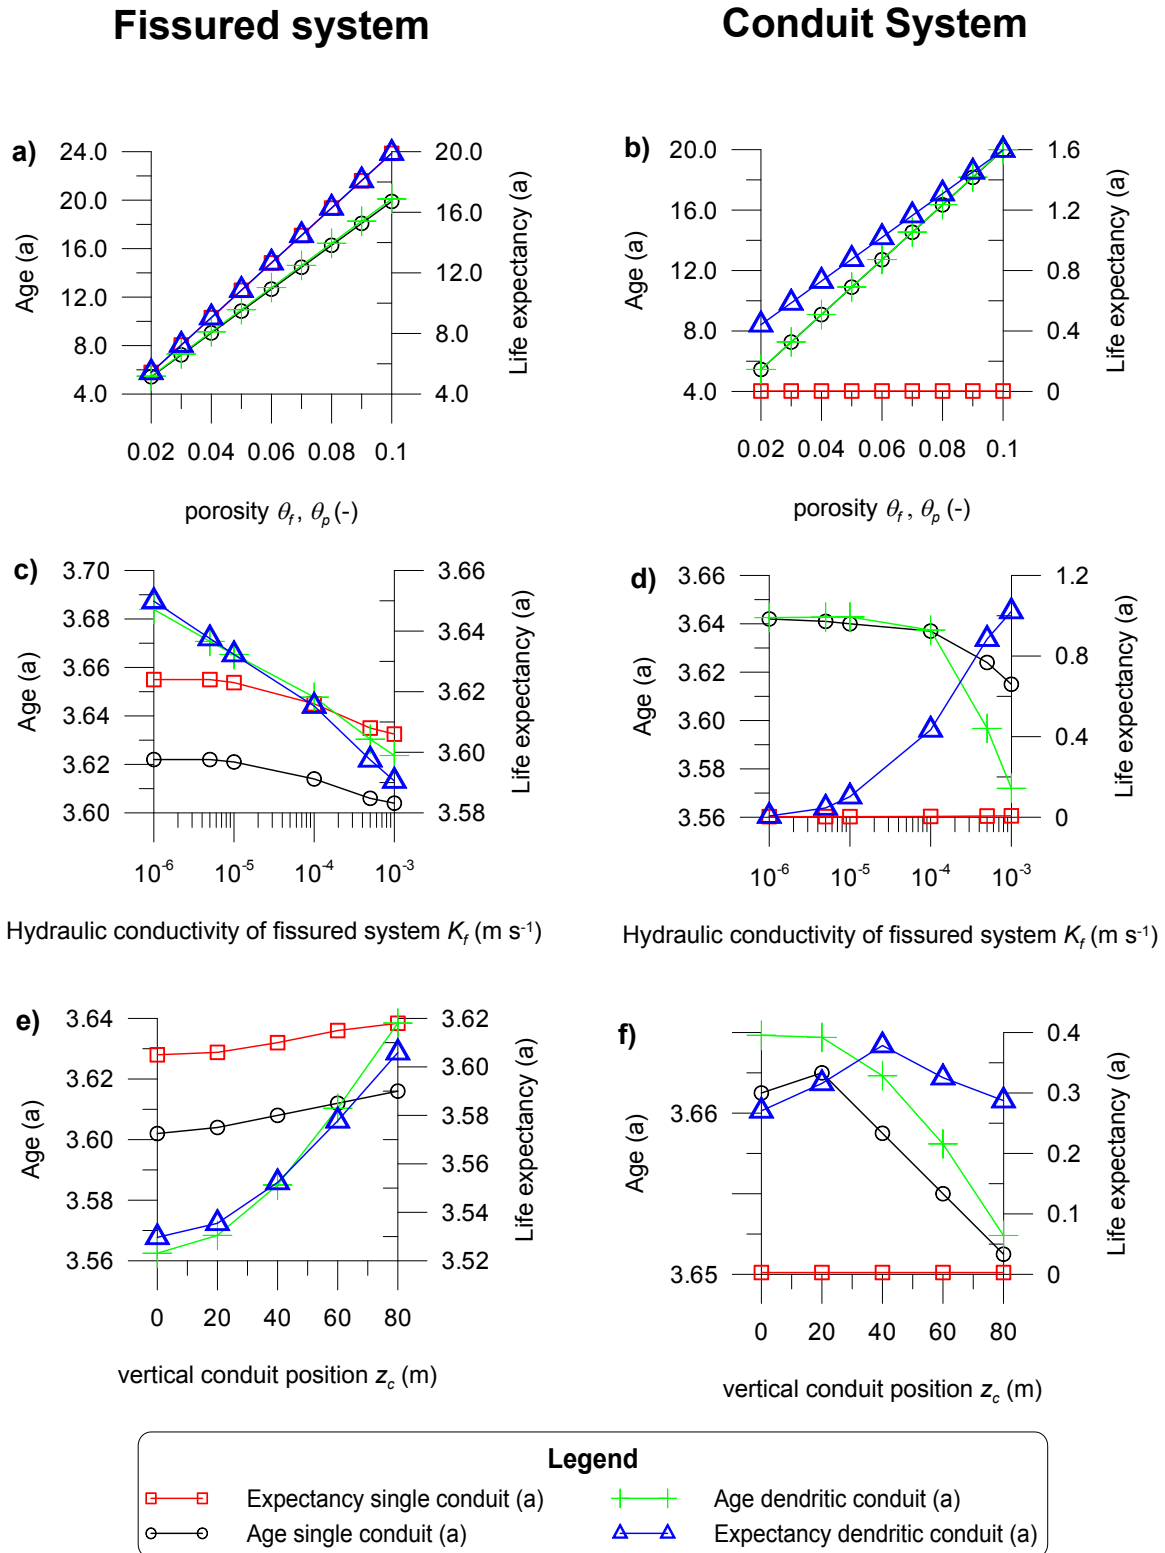 Fissured system
Conduit System
a)
24.0
20.0
16.0
12.0
8.0
4.0
Age (a)
20.0
16.0
12.0
8.0
4.0
Life expectancy (a)
0.02 0.04 0.06 0.08 0.1
porosity θf, θp (-)
b)
20.0
16.0
12.0
8.0
4.0
Age (a)
1.6
1.2
0.8
0.4
0
Life expectancy (a)
0.02 0.04 0.06 0.08 0.1
porosity θf, θp (-)
c)
3.70
3.68
3.66
3.64
3.62
3.60
Age (a)
3.66
3.64
3.62
3.60
3.58
Life expectancy (a)
10⁻⁶ 10⁻⁵ 10⁻⁴ 10⁻³
Hydraulic conductivity of fissured system Kf (m s⁻¹)
d)
3.66
3.64
3.62
3.60
3.58
3.56
Age (a)
1.2
0.8
0.4
0
Life expectancy (a)
10⁻⁶ 10⁻⁵ 10⁻⁴ 10⁻³
Hydraulic conductivity of fissured system Kf (m s⁻¹)
e)
3.64
3.62
3.60
3.58
3.56
Age (a)
3.62
3.60
3.58
3.56
3.54
3.52
Life expectancy (a)
0 20 40 60 80
vertical conduit position zc (m)
f)
3.66
3.65
Age (a)
0.4
0.3
0.2
0.1
0
Life expectancy (a)
0 20 40 60 80
vertical conduit position zc (m)
Legend
Expectancy single conduit (a)
Age dendritic conduit (a)
Age single conduit (a)
Expectancy dendritic conduit (a)